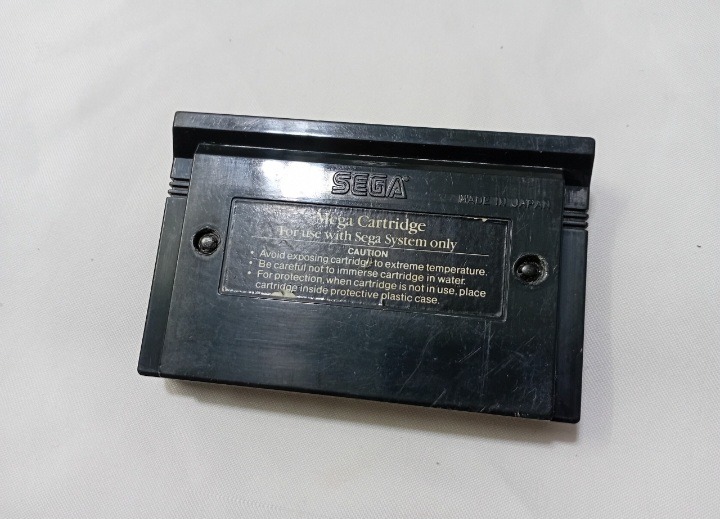 SEGA
MADE IN JAPAN
Mega Cartridge
For use with Sega System only
CAUTION
• Avoid exposing cartridge to extreme temperature.
• Be careful not to immerse cartridge in water.
• For protection, when cartridge is not in use, place
cartridge inside protective plastic case.